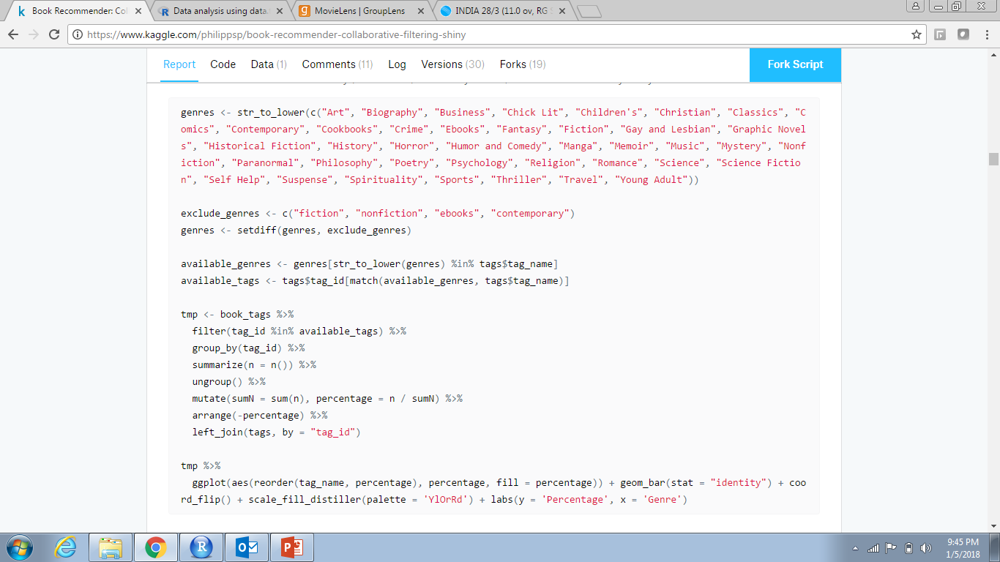 Book Recommender: Col
Data analysis using data.
MovieLens | GroupLens
INDIA 28/3 (11.0 ov, RG
https://www.kaggle.com/philippsp/book-recommender-collaborative-filtering-shiny
Report Code Data (1) Comments (11) Log Versions (30) Forks (19) Fork Script
genres <- str_to_lower(c("Art", "Biography", "Business", "Chick Lit", "Children's", "Christian", "Classics", "C
omics", "Contemporary", "Cookbooks", "Crime", "Ebooks", "Fantasy", "Fiction", "Gay and Lesbian", "Graphic Novel
s", "Historical Fiction", "History", "Horror", "Humor and Comedy", "Manga", "Memoir", "Music", "Mystery", "Nonf
iction", "Paranormal", "Philosophy", "Poetry", "Psychology", "Religion", "Romance", "Science", "Science Fictio
n", "Self Help", "Suspense", "Spirituality", "Sports", "Thriller", "Travel", "Young Adult"))
exclude_genres <- c("fiction", "nonfiction", "ebooks", "contemporary")
genres <- setdiff(genres, exclude_genres)
available_genres <- genres[str_to_lower(genres) %in% tags$tag_name]
available_tags <- tags$tag_id[match(available_genres, tags$tag_name)]
tmp <- book_tags %>%
filter(tag_id %in% available_tags) %>%
group_by(tag_id) %>%
summarize(n = n()) %>%
ungroup() %>%
mutate(sumN = sum(n), percentage = n / sumN) %>%
arrange(-percentage) %>%
left_join(tags, by = "tag_id")
tmp %>%
ggplot(aes(reorder(tag_name, percentage), percentage, fill = percentage)) + geom_bar(stat = "identity") + coo
rd_flip() + scale_fill_distiller(palette = 'YlOrRd') + labs(y = 'Percentage', x = 'Genre')
9:45 PM
1/5/2018